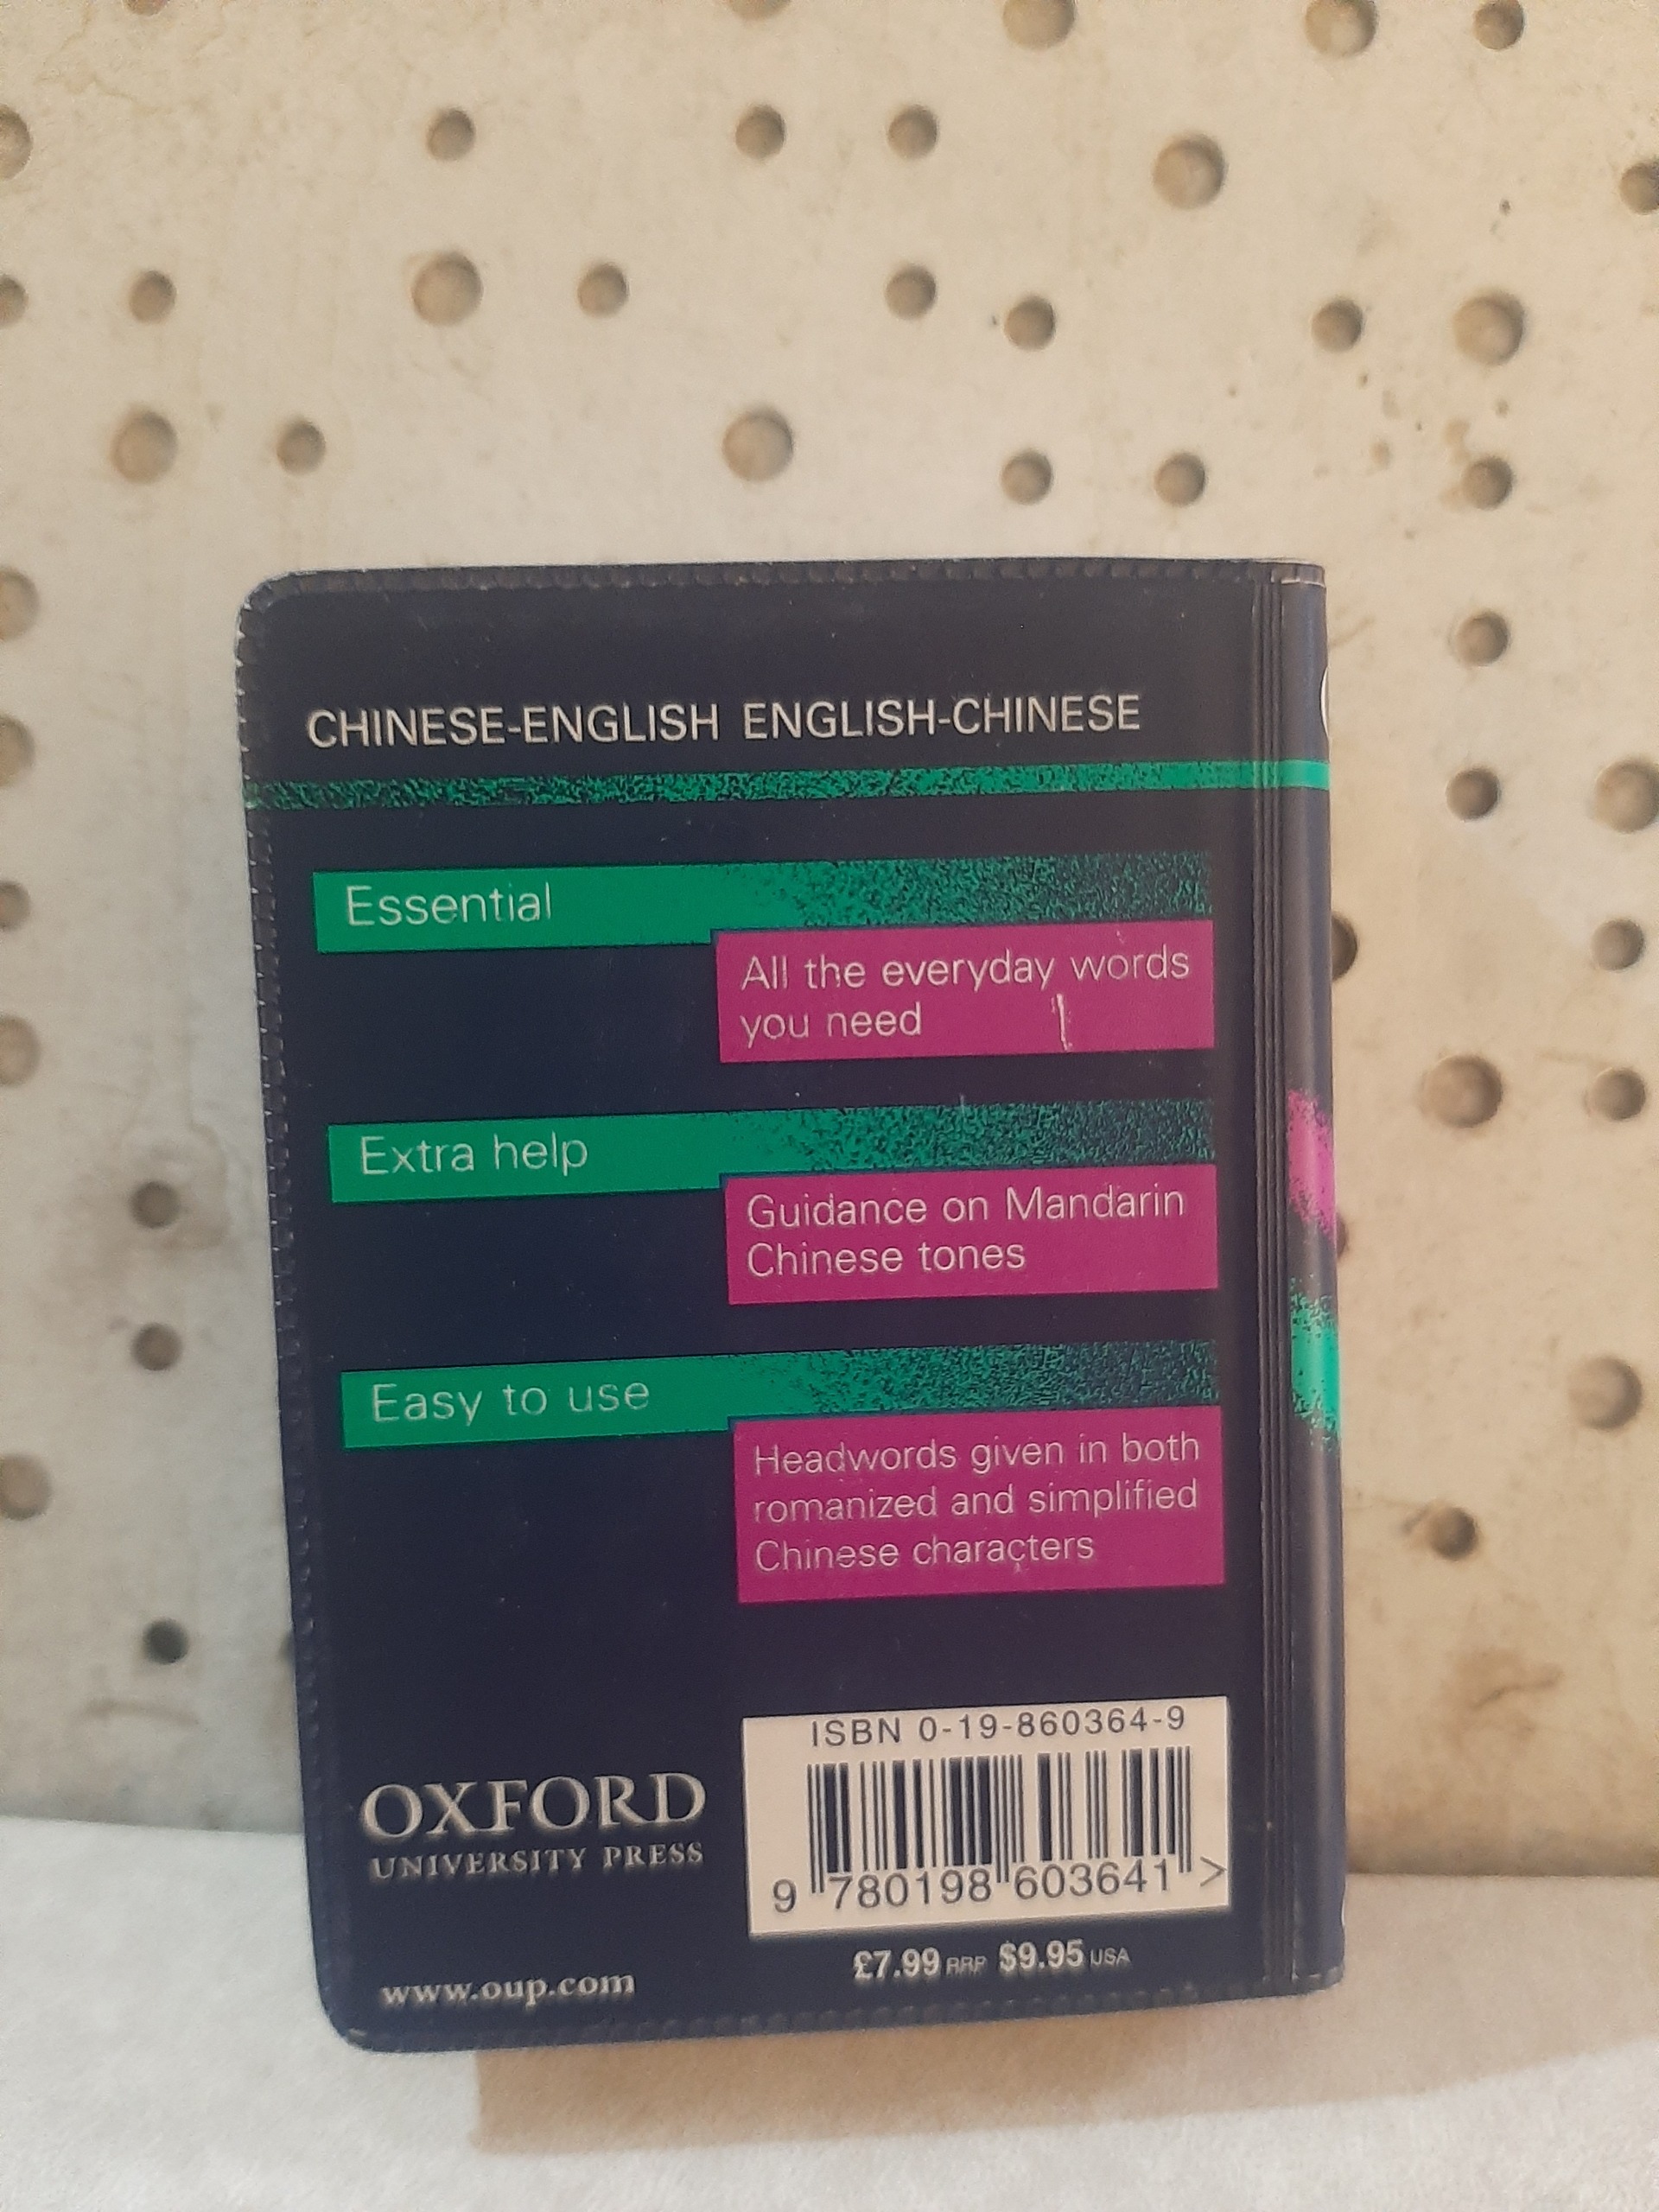 CHINESE-ENGLISH ENGLISH-CHINESE
Essential
All the everyday words
you need
Extra help
Guidance on Mandarin
Chinese tones
Easy to use
Headwords given in both
romanized and simplified
Chinese characters
ISBN 0-19-860364-9
9 780198 603641 >
OXFORD
UNIVERSITY PRESS
www.oup.com
£7.99 RRP $9.95 USA